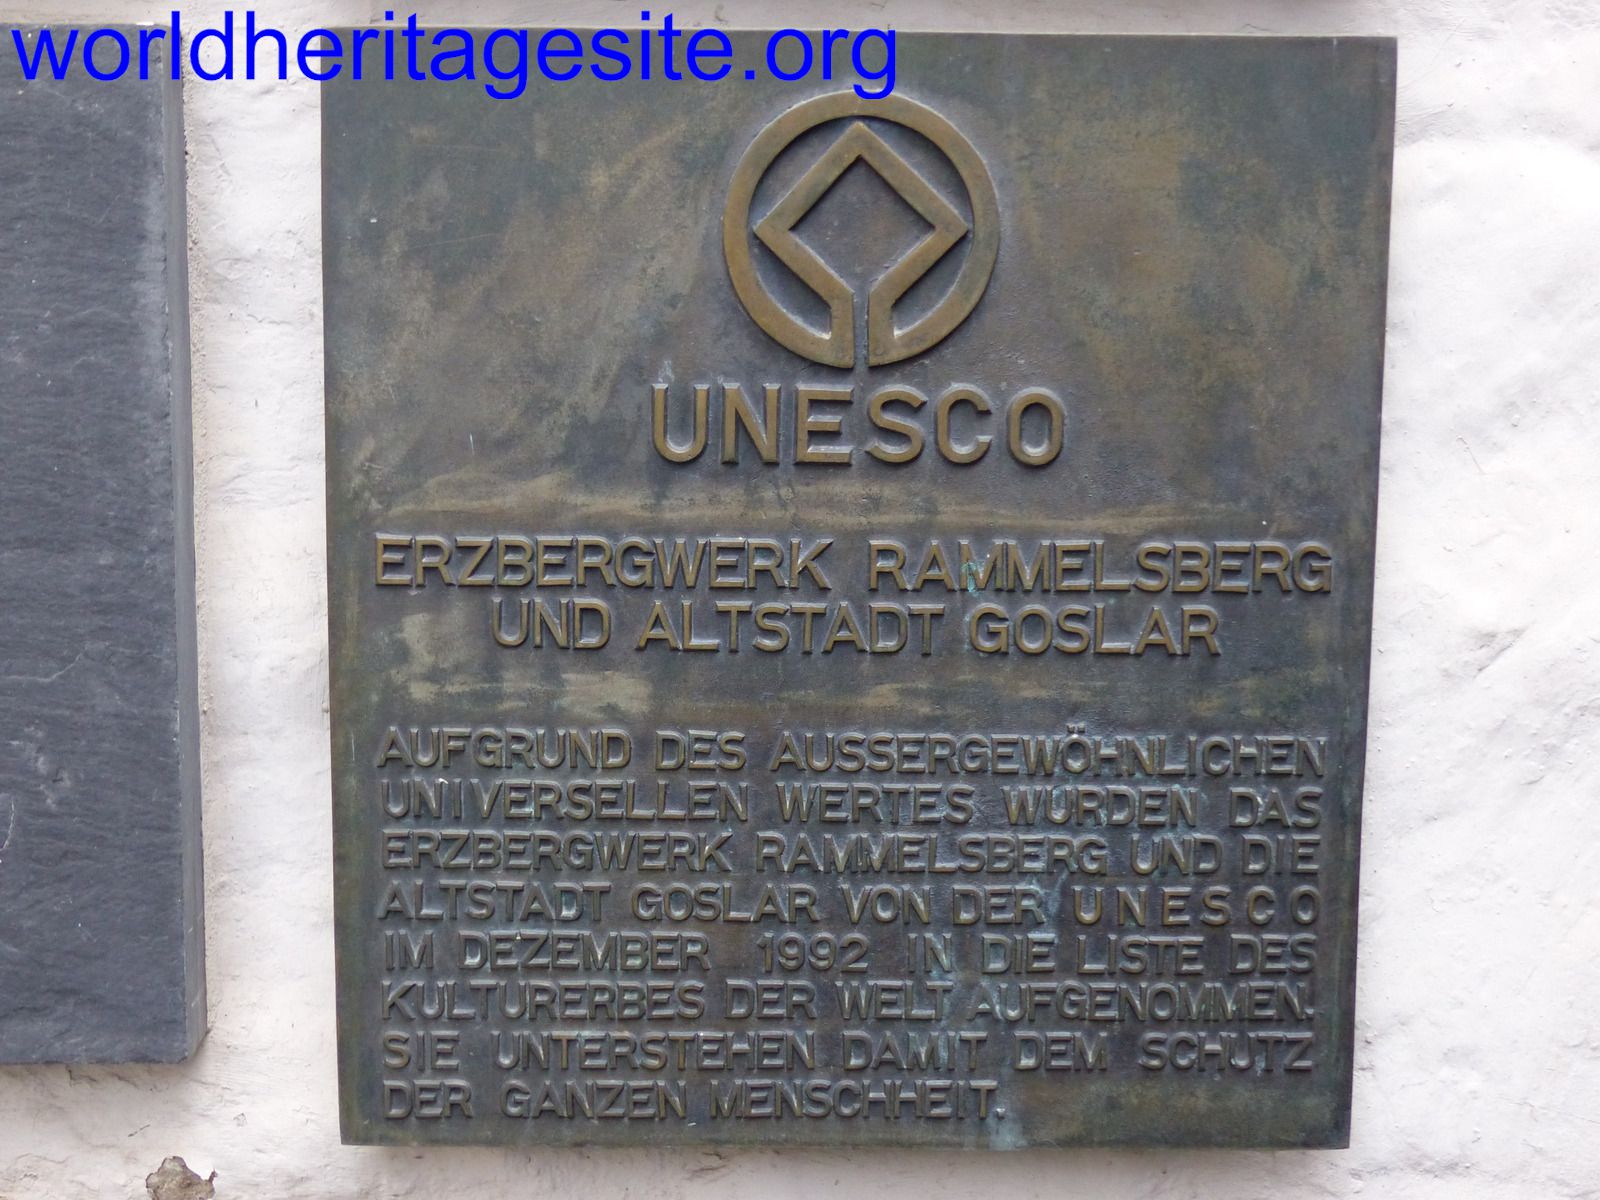 worldheritagesite.org
UNESCO
ERZBERGWERK RAMMELSBERG
UND ALTSTADT GOSLAR
AUFGRUND DES AUSSERGEWÖHNLICHEN
UNIVERSELLEN WERTES WURDEN DAS
ERZBERGWERK RAMMELSBERG UND DIE
ALTSTADT GOSLAR VON DER UNESCO
IM DEZEMBER 1992 IN DIE LISTE DES
KULTURERBES DER WELT AUFGENOMMEN.
SIE UNTERSTEHEN DAMIT DEM SCHUTZ
DER GANZEN MENSCHHEIT.